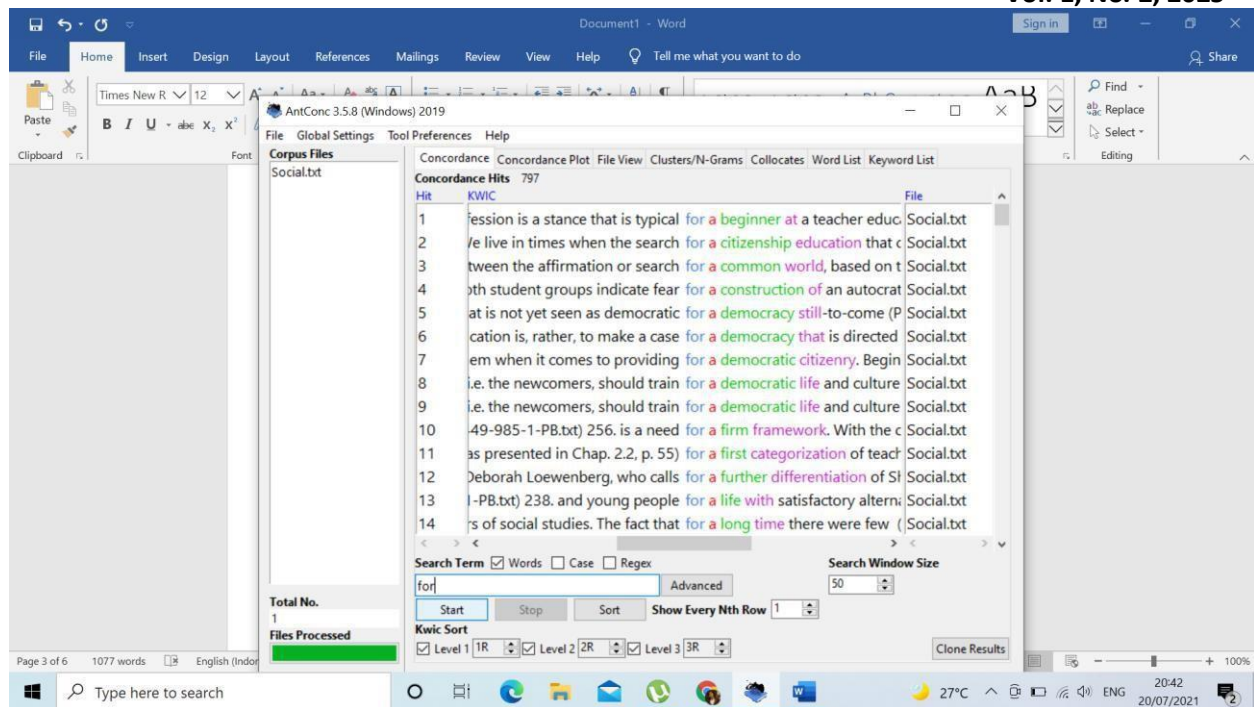 Vol. 2, No. 2, 2023
Document1 - Word
Sign in
File Home Insert Design Layout References Mailings Review View Help Tell me what you want to do Share
Times New R 12
Find
Paste
B I U abc X₂ X²
Replace
Select
Clipboard Font Editing
AntConc 3.5.8 (Windows) 2019
File Global Settings Tool Preferences Help
Corpus Files
Social.txt
Concordance Concordance Plot File View Clusters/N-Grams Collocates Word List Keyword List
Concordance Hits 797
Hit KWIC File
1 fession is a stance that is typical for a beginner at a teacher educ Social.txt
2 e live in times when the search for a citizenship education that c Social.txt
3 tween the affirmation or search for a common world, based on t Social.txt
4 oth student groups indicate fear for a construction of an autocrat Social.txt
5 at is not yet seen as democratic for a democracy still-to-come (P Social.txt
6 cation is, rather, to make a case for a democracy that is directed Social.txt
7 em when it comes to providing for a democratic citizenry. Begin Social.txt
8 i.e. the newcomers, should train for a democratic life and culture Social.txt
9 i.e. the newcomers, should train for a democratic life and culture Social.txt
10 49-985-1-PB.txt) 256. is a need for a firm framework. With the c Social.txt
11 as presented in Chap. 2.2, p. 55) for a first categorization of teach Social.txt
12 Deborah Loewenberg, who calls for a further differentiation of Sh Social.txt
13 -PB.txt) 238. and young people for a life with satisfactory altern Social.txt
14 rs of social studies. The fact that for a long time there were few ( Social.txt
Search Term Words Case Regex Search Window Size
for Advanced 50
Total No.
1
Start Stop Sort Show Every Nth Row 1
Files Processed
Kwic Sort
Level 1 1R Level 2 2R Level 3 3R Clone Results
Page 3 of 6 1077 words English (Indor 100%
Type here to search 27°C ENG 20:42
20/07/2021 2